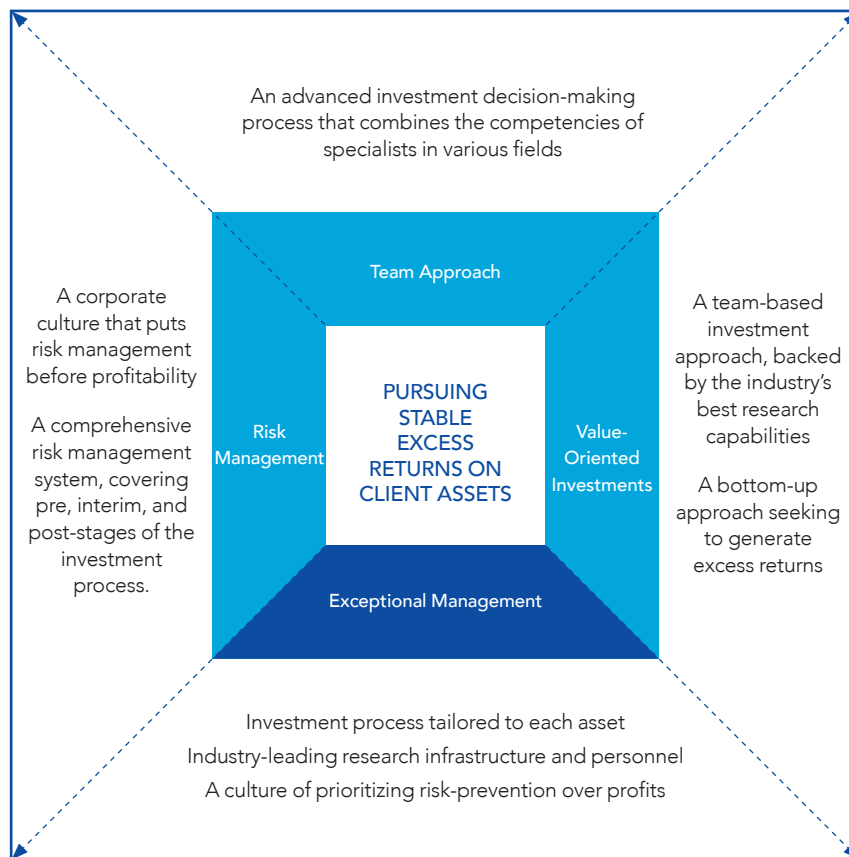 An advanced investment decision-making
process that combines the competencies of
specialists in various fields
Team Approach
A corporate
culture that puts
risk management
before profitability
A comprehensive
risk management
system, covering
pre, interim, and
post-stages of the
investment
process.
Risk
Management
PURSUING
STABLE
EXCESS
RETURNS ON
CLIENT ASSETS
Value-
Oriented
Investments
A team-based
investment
approach, backed
by the industry’s
best research
capabilities
A bottom-up
approach seeking
to generate
excess returns
Exceptional Management
Investment process tailored to each asset
Industry-leading research infrastructure and personnel
A culture of prioritizing risk-prevention over profits